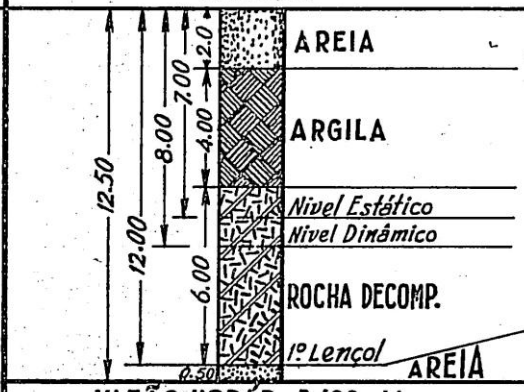 AREIA
2.0
7.00
4.00
ARGILA
8.00
12.50
Nivel Estático
Nivel Dinâmico
12.00
6.00
ROCHA DECOMP.
1º Lençol
AREIA
0.50